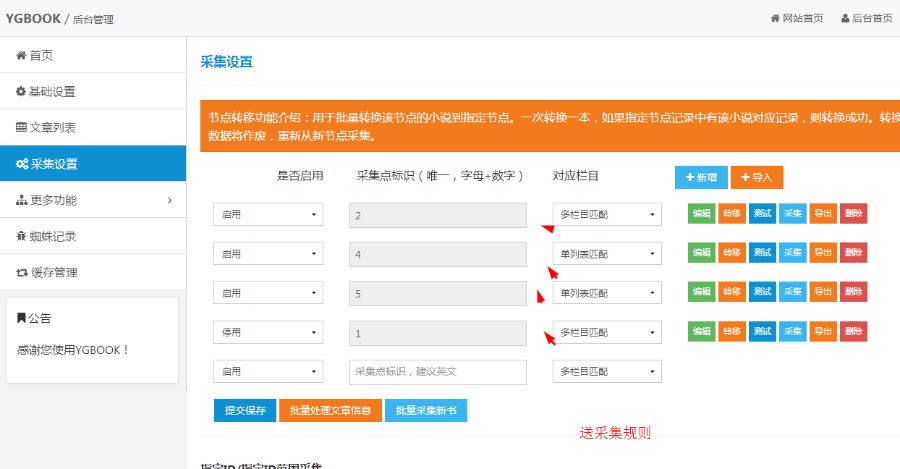 YGBOOK / 后台管理
网站首页 后台首页
首页
基础设置
文章列表
采集设置
更多功能
蜘蛛记录
缓存管理
公告
感谢您使用YGBOOK！
采集设置
节点转移功能介绍：用于批量转换该节点的小说到指定节点。一次转换一本，如果指定节点记录中有该小说对应记录，则转换成功。转换
数据将作废，重新从新节点采集。
是否启用 采集点标识（唯一，字母+数字） 对应栏目 新增 导入
启用 2 多栏目匹配 编辑 转移 测试 采集 导出 删除
启用 4 单列表匹配 编辑 转移 测试 采集 导出 删除
启用 5 单列表匹配 编辑 转移 测试 采集 导出 删除
停用 1 多栏目匹配 编辑 转移 测试 采集 导出 删除
启用 采集点标识，建议英文 多栏目匹配
提交保存 批量处理文章信息 批量采集新书
送采集规则
指定ID/指定ID范围采集